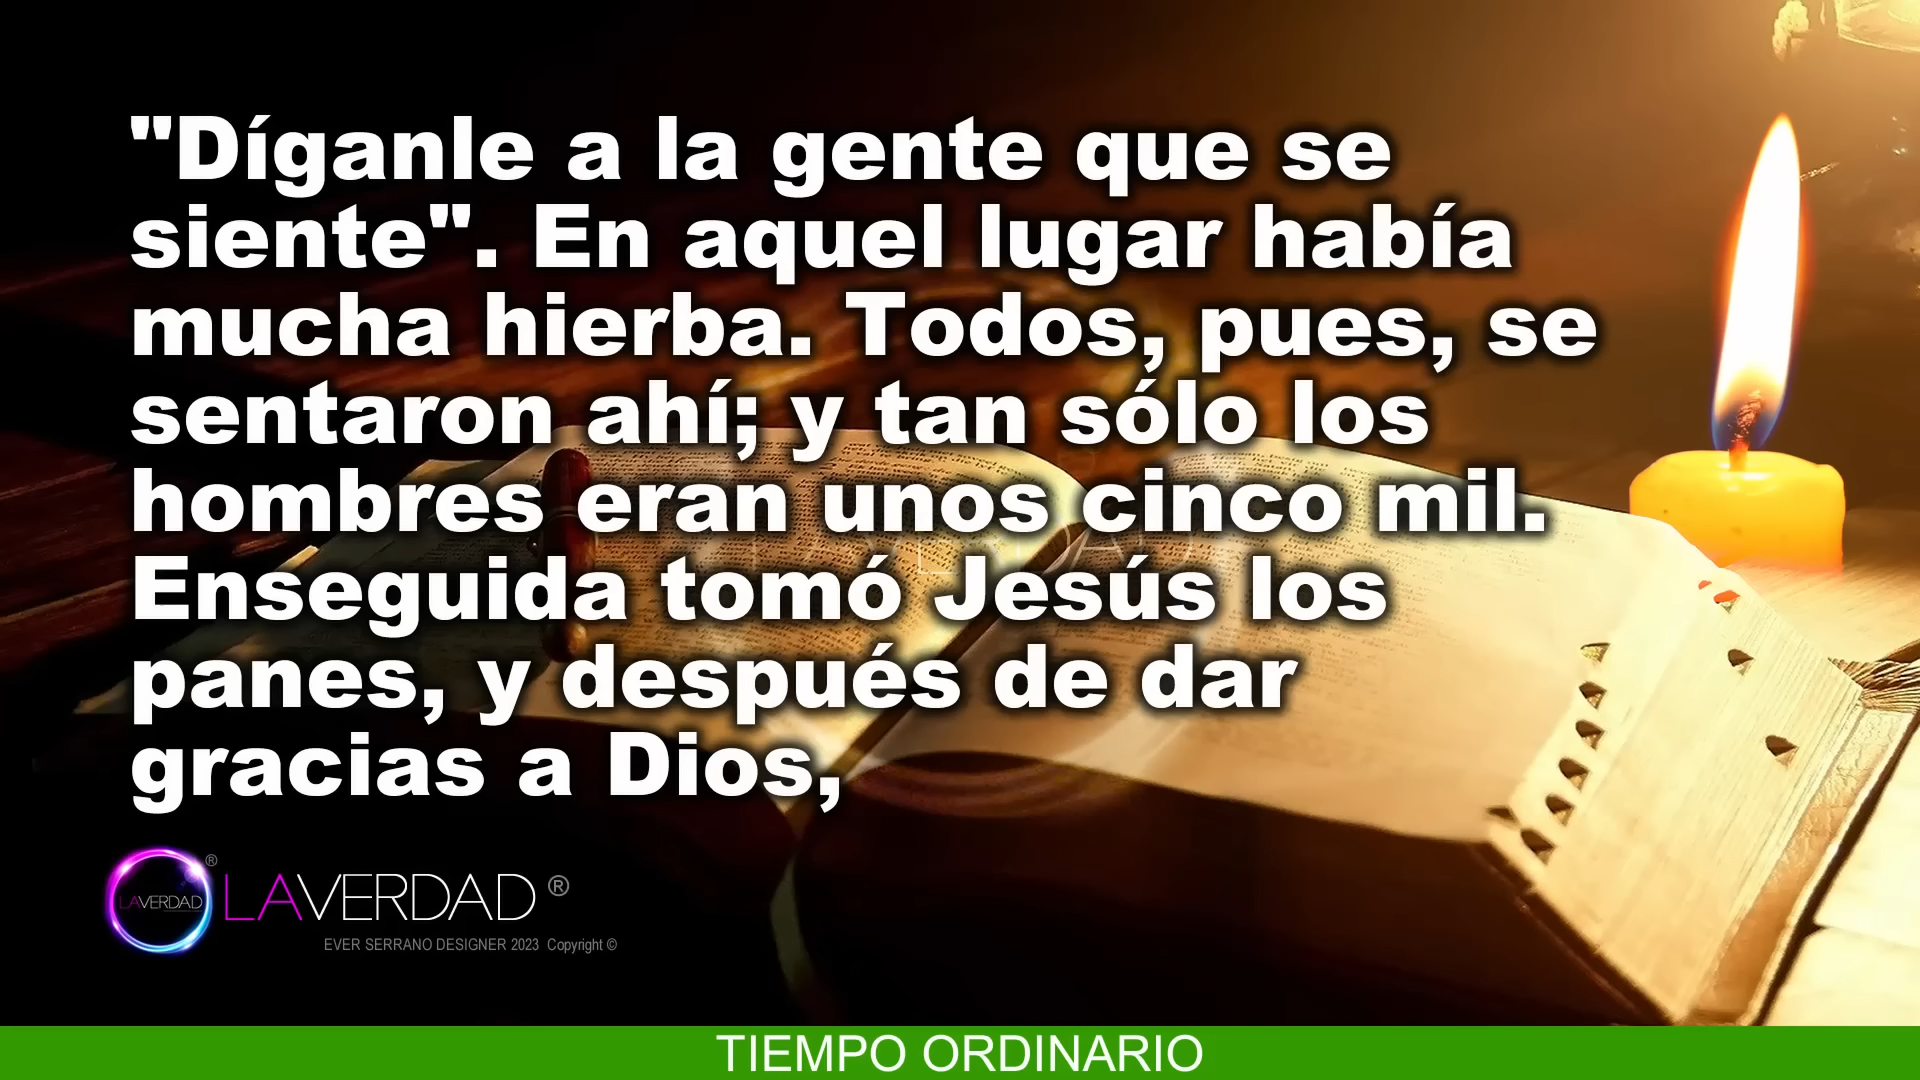 "Díganle a la gente que se
siente". En aquel lugar había
mucha hierba. Todos, pues, se
sentaron ahí; y tan sólo los
hombres eran unos cinco mil.
Enseguida tomó Jesús los
panes, y después de dar
gracias a Dios,
LAVERDAD ®
LAVERDAD ®
EVER SERRANO DESIGNER 2023 Copyright ©
TIEMPO ORDINARIO